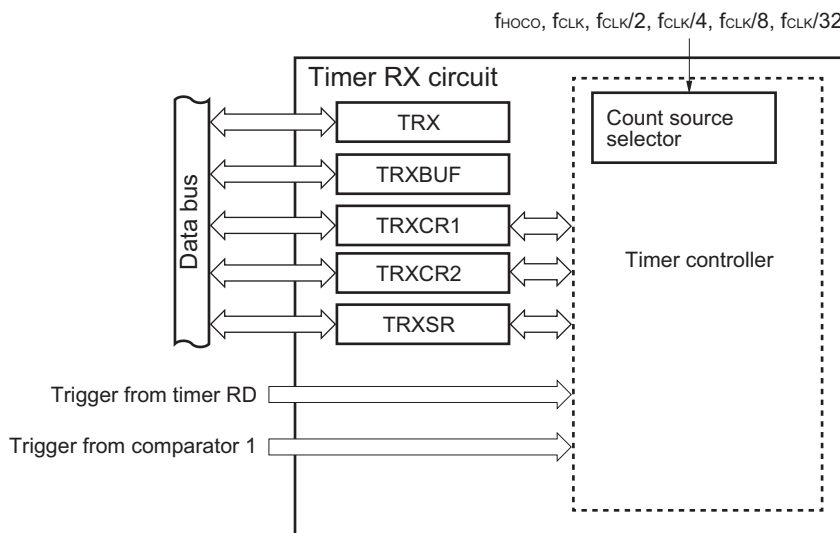 fHOCO, fCLK, fCLK/2, fCLK/4, fCLK/8, fCLK/32
Timer RX circuit
TRX
Count source
selector
TRXBUF
Data bus
TRXCR1
TRXCR2
Timer controller
TRXSR
Trigger from timer RD
Trigger from comparator 1